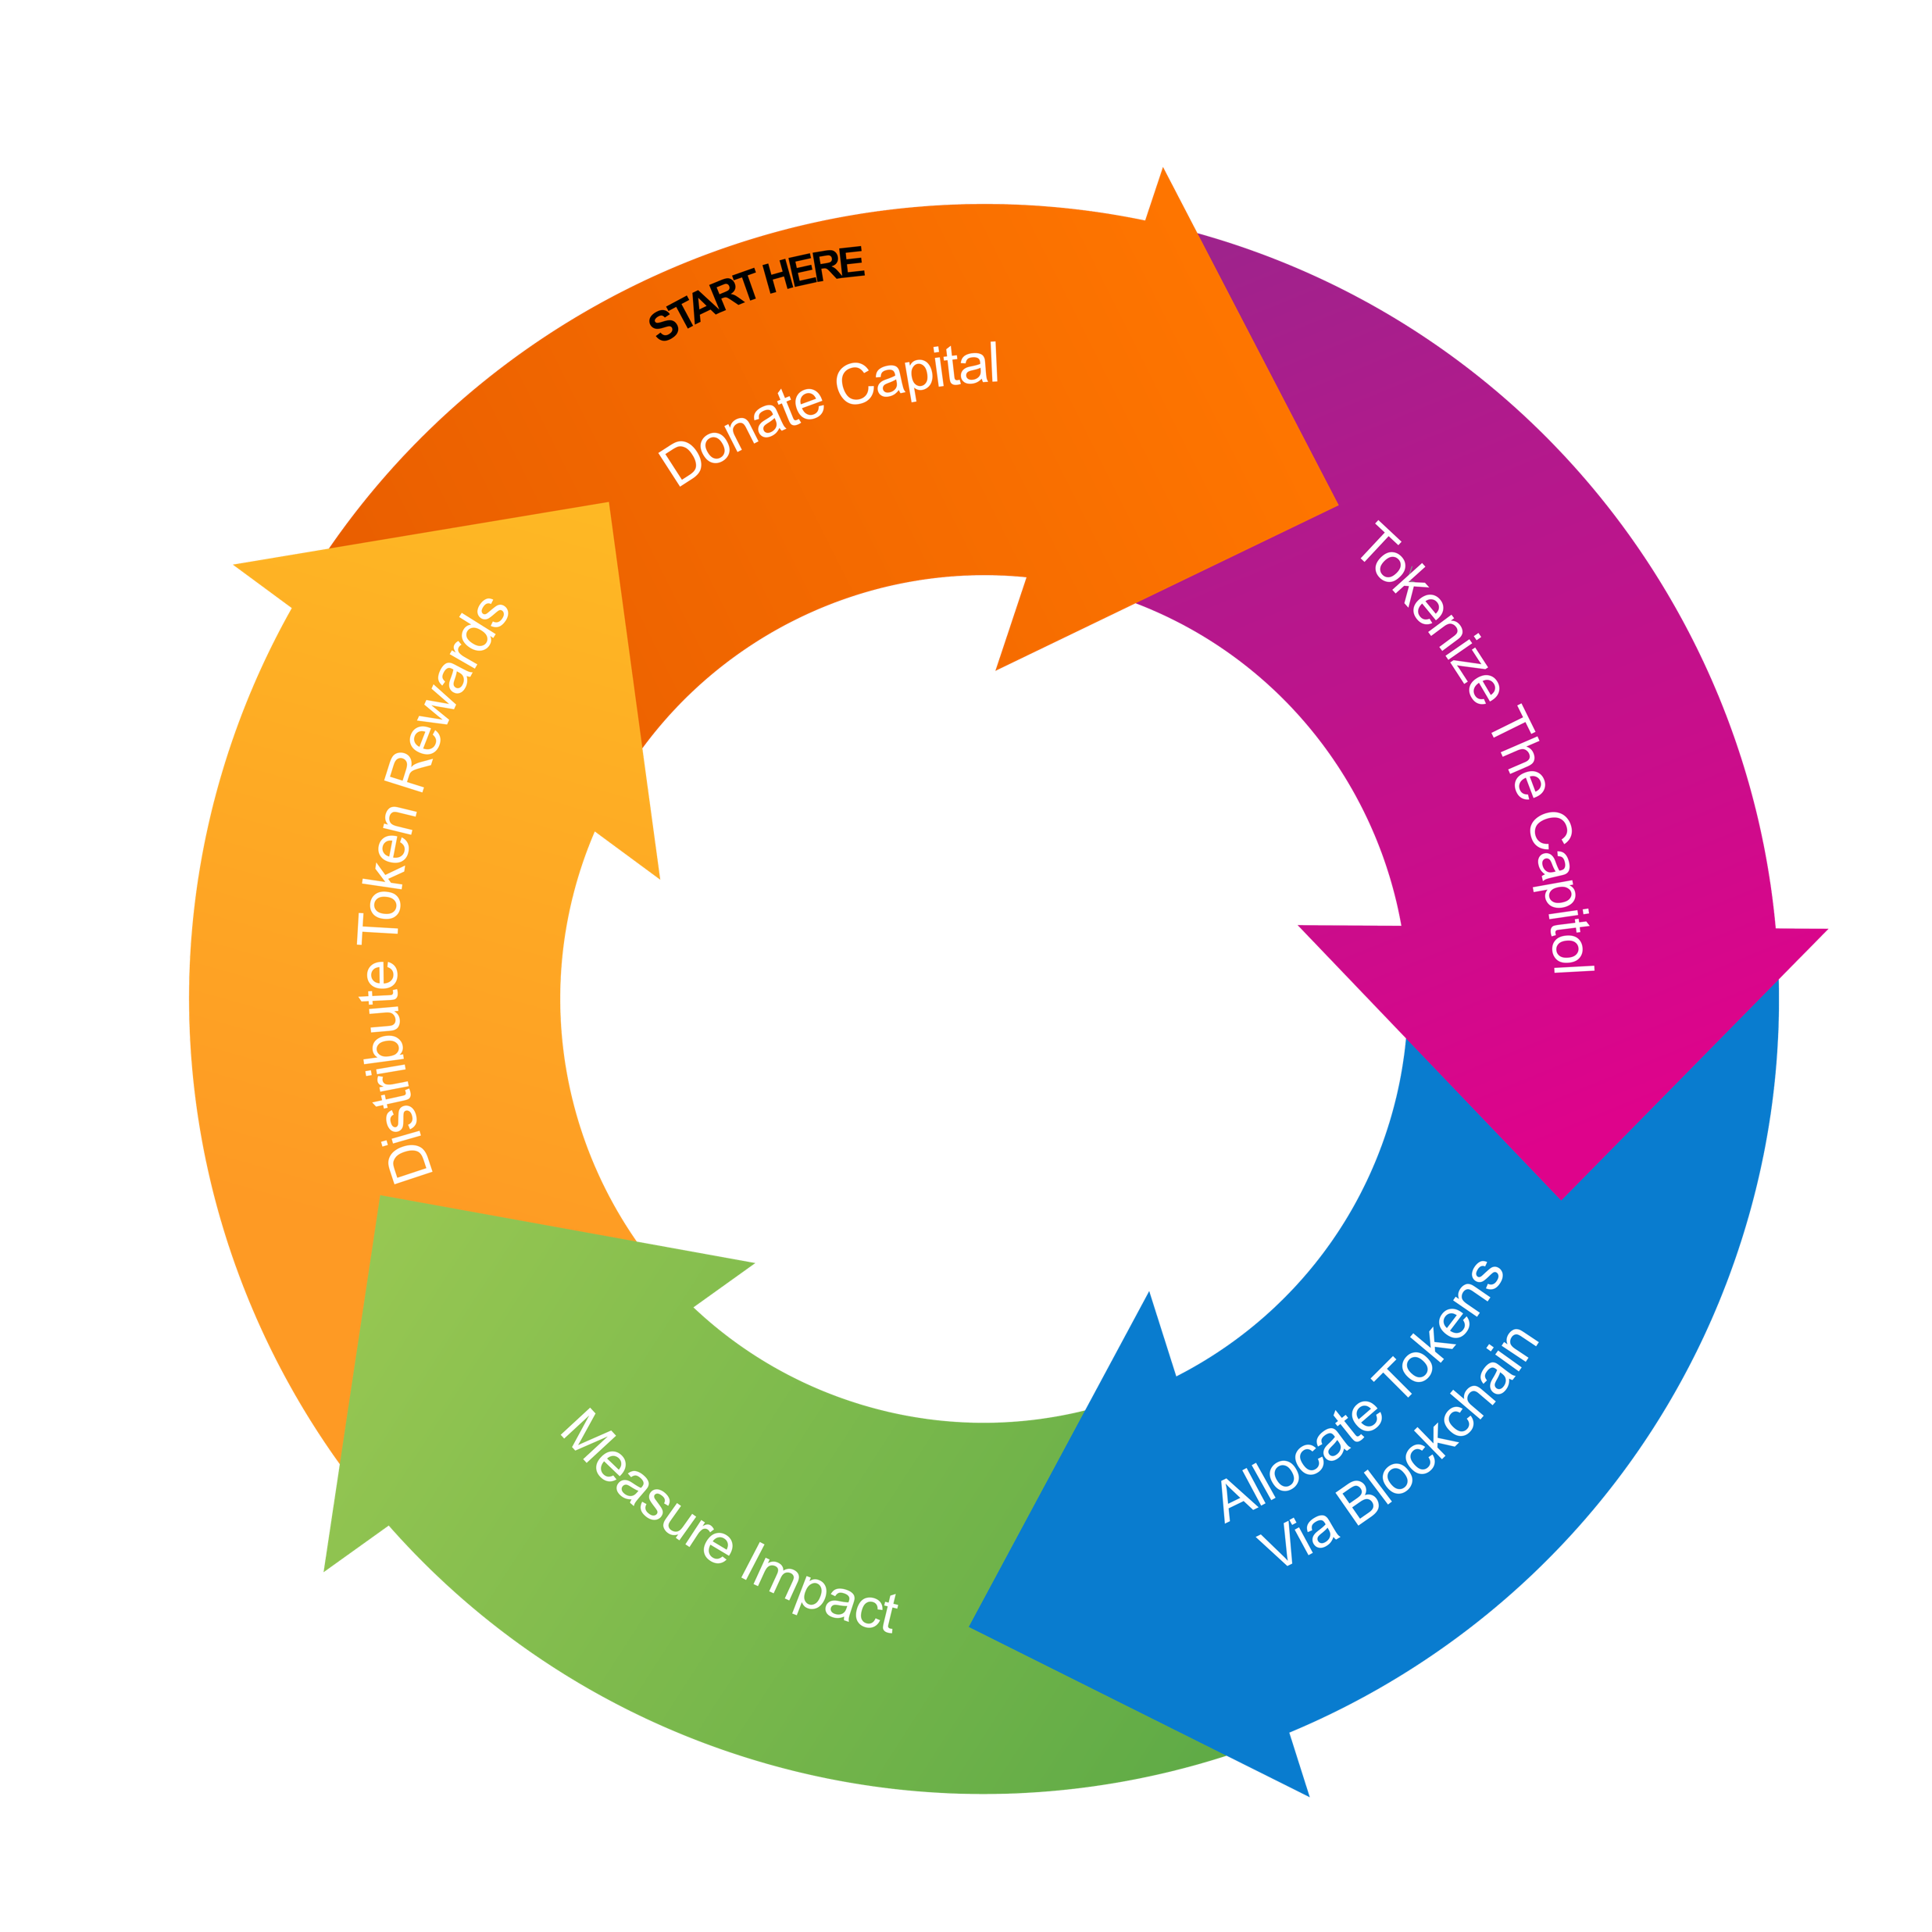 START HERE
Donate Capital
Tokenize The Capitol
Allocate Tokens
Via Blockchain
Measure Impact
Distribute Token Rewards